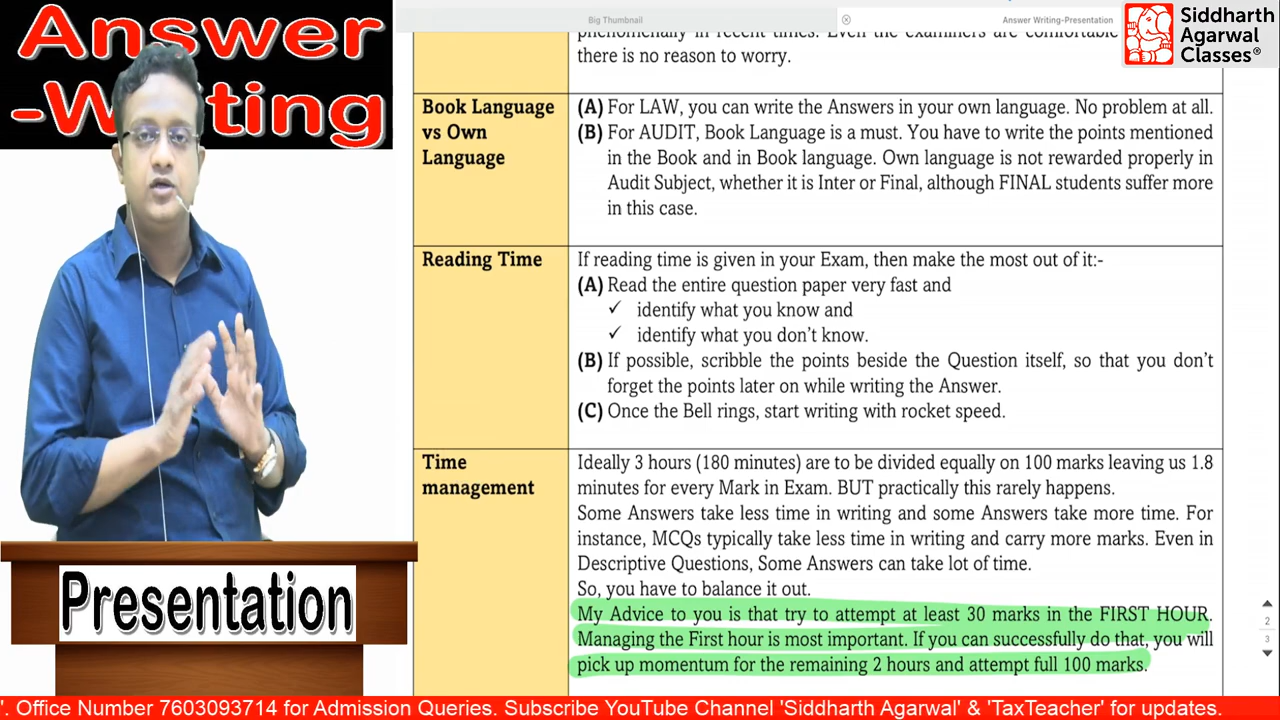 Answer
-Writing
Big Thumbnail
Answer Writing-Presentation
Siddharth
Agarwal
Classes®
phenomenally in recent times. Even the examiners are comfortable
there is no reason to worry.
Book Language
vs Own
Language
(A) For LAW, you can write the Answers in your own language. No problem at all.
(B) For AUDIT, Book Language is a must. You have to write the points mentioned
in the Book and in Book language. Own language is not rewarded properly in
Audit Subject, whether it is Inter or Final, although FINAL students suffer more
in this case.
Reading Time
If reading time is given in your Exam, then make the most out of it:-
(A) Read the entire question paper very fast and
✓ identify what you know and
✓ identify what you don't know.
(B) If possible, scribble the points beside the Question itself, so that you don't
forget the points later on while writing the Answer.
(C) Once the Bell rings, start writing with rocket speed.
Time
management
Ideally 3 hours (180 minutes) are to be divided equally on 100 marks leaving us 1.8
minutes for every Mark in Exam. BUT practically this rarely happens.
Some Answers take less time in writing and some Answers take more time. For
instance, MCQs typically take less time in writing and carry more marks. Even in
Descriptive Questions, Some Answers can take lot of time.
So, you have to balance it out.
My Advice to you is that try to attempt at least 30 marks in the FIRST HOUR.
Managing the First hour is most important. If you can successfully do that, you will
pick up momentum for the remaining 2 hours and attempt full 100 marks.
2
3
Presentation
'. Office Number 7603093714 for Admission Queries. Subscribe YouTube Channel 'Siddharth Agarwal' & 'TaxTeacher' for updates.